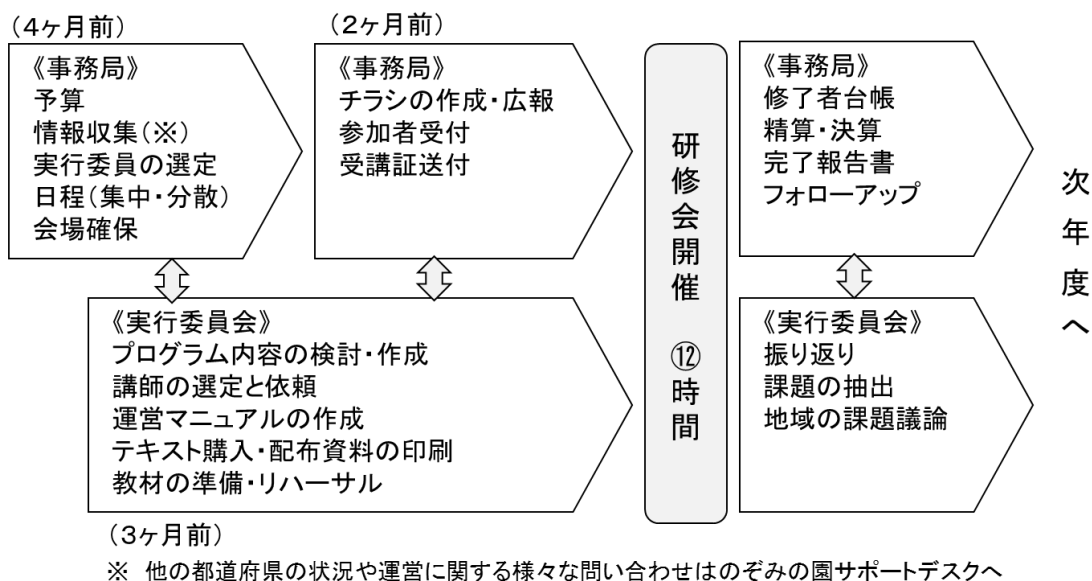 (4ヶ月前)
《事務局》
予算
情報収集(※)
実行委員の選定
日程(集中・分散)
会場確保
(2ヶ月前)
《事務局》
チラシの作成・広報
参加者受付
受講証送付
《実行委員会》
プログラム内容の検討・作成
講師の選定と依頼
運営マニュアルの作成
テキスト購入・配布資料の印刷
教材の準備・リハーサル
(3ヶ月前)
研修会開催 ⑫時間
《事務局》
修了者台帳
精算・決算
完了報告書
フォローアップ
《実行委員会》
振り返り
課題の抽出
地域の課題議論
次年度へ
※ 他の都道府県の状況や運営に関する様々な問い合わせはのぞみの園サポートデスクへ